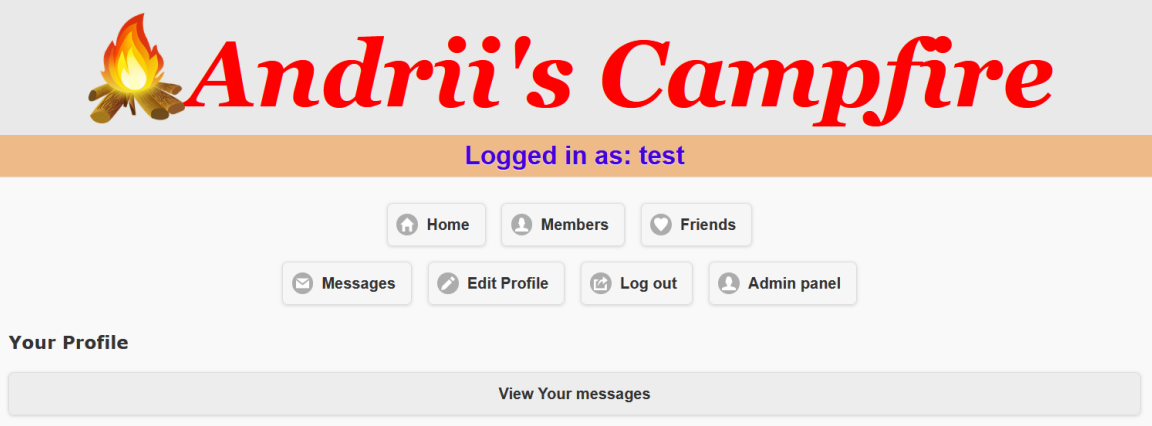 Andrii's Campfire
Logged in as: test
Home Members Friends
Messages Edit Profile Log out Admin panel
Your Profile
View Your messages